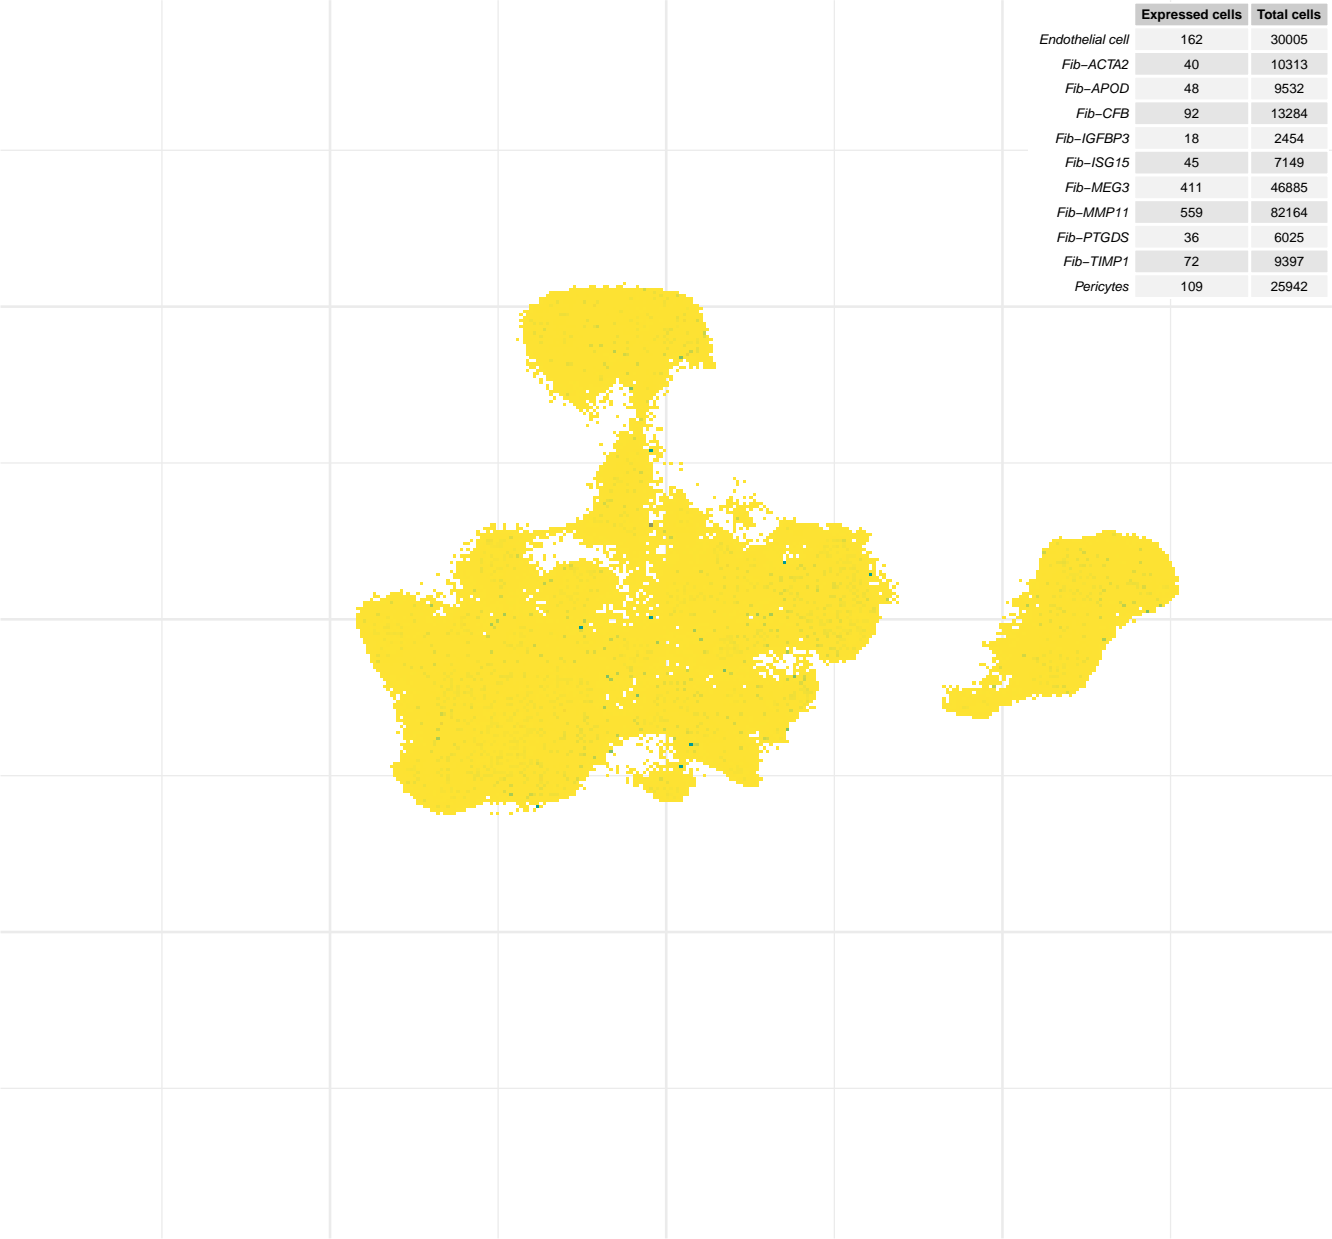 Expressed cells Total cells
Endothelial cell 162 30005
Fib−ACTA2 40 10313
Fib−APOD 48 9532
Fib−CFB 92 13284
Fib−IGFBP3 18 2454
Fib−ISG15 45 7149
Fib−MEG3 411 46885
Fib−MMP11 559 82164
Fib−PTGDS 36 6025
Fib−TIMP1 72 9397
Pericytes 109 25942